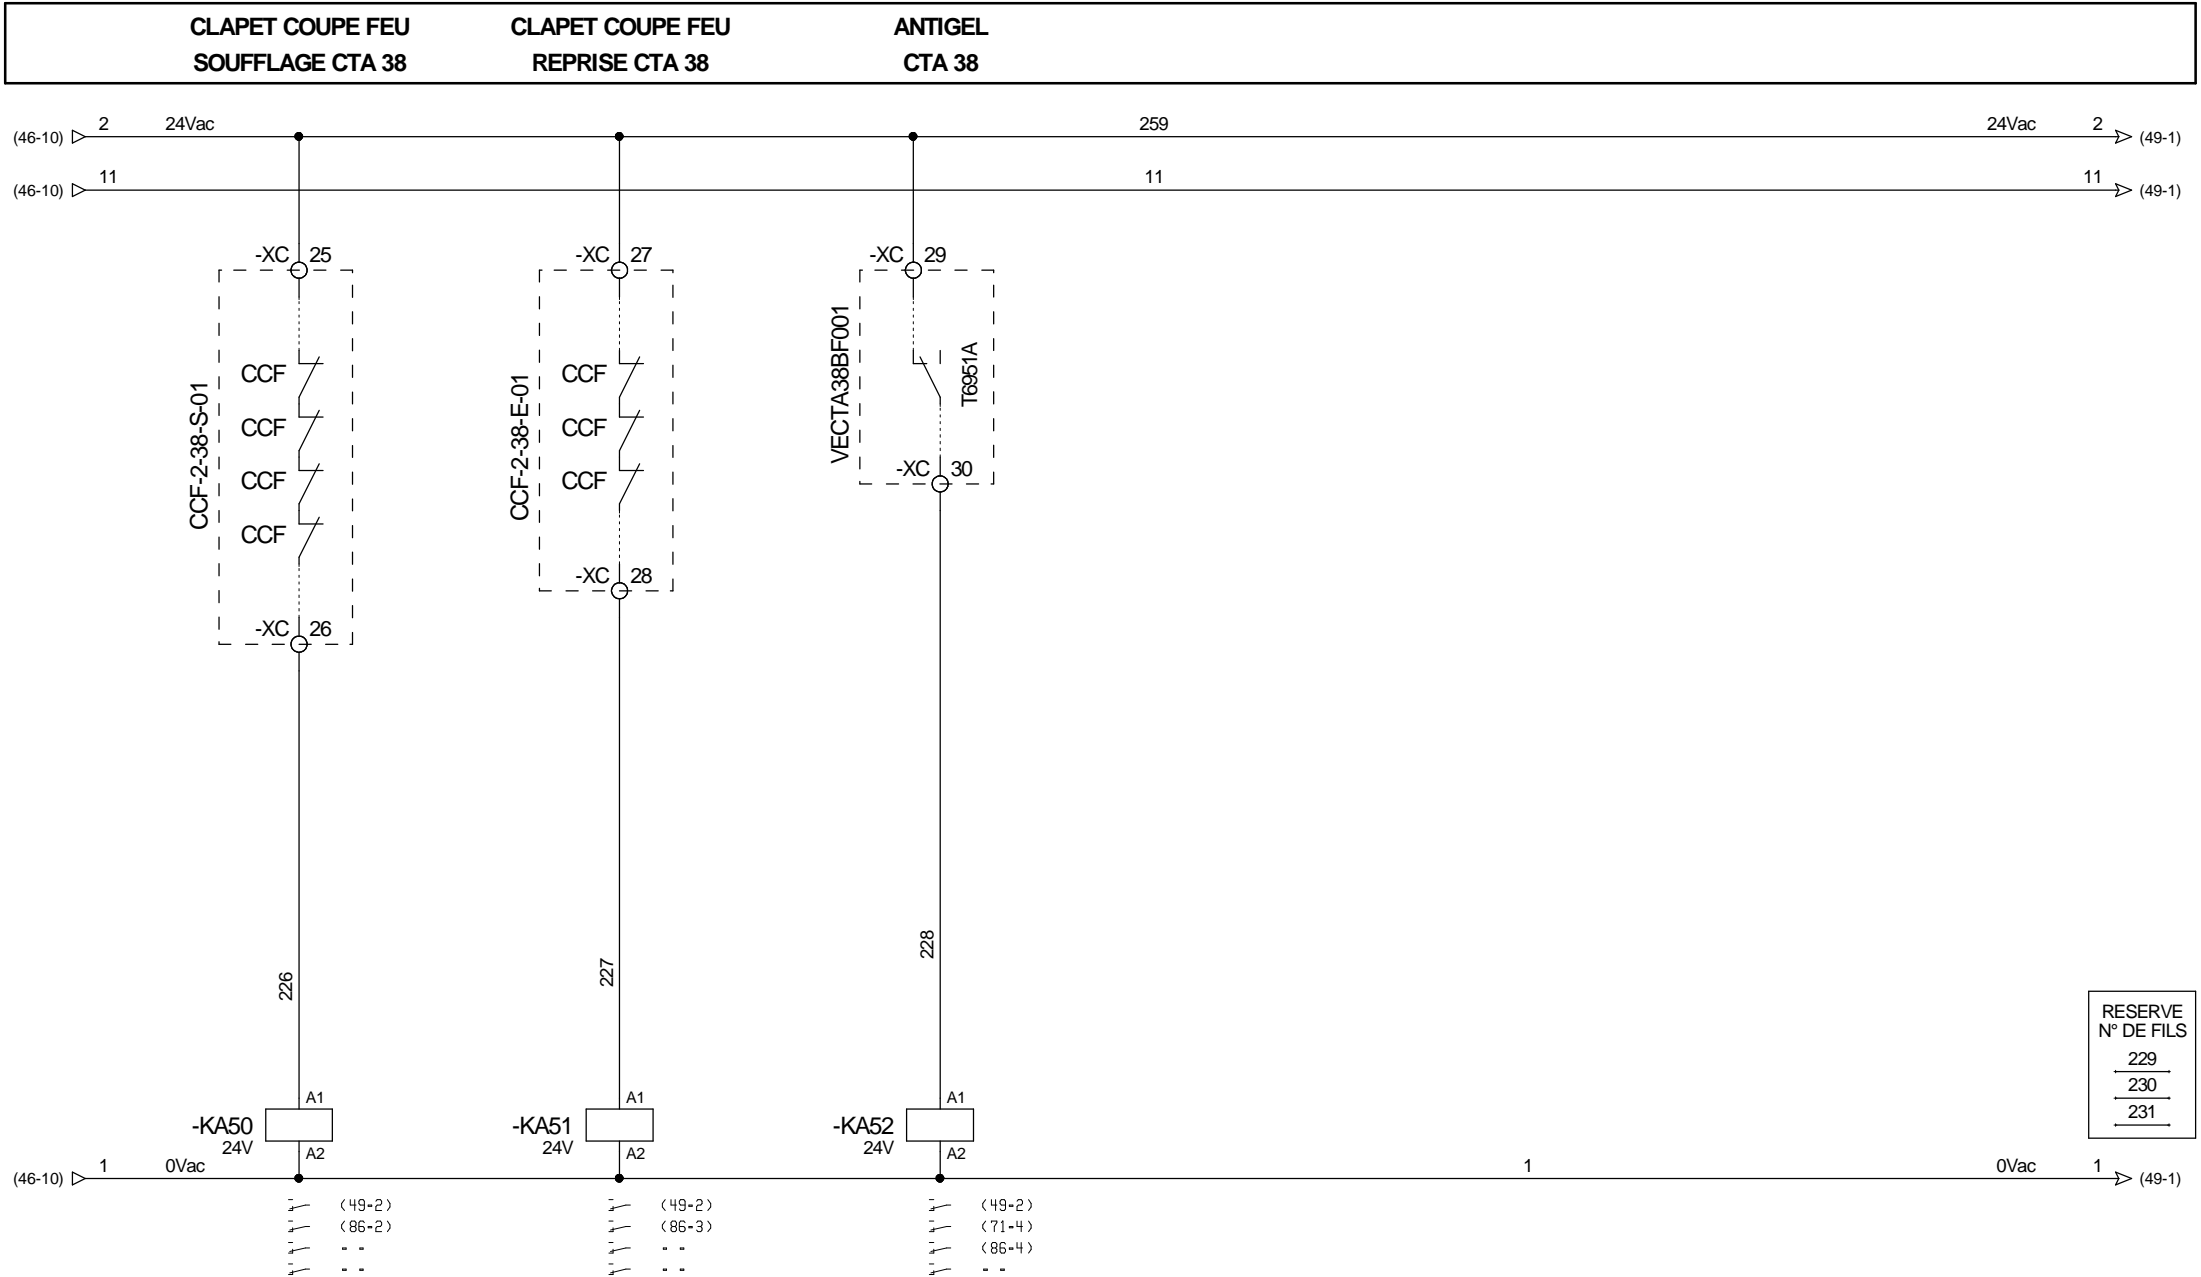 CLAPET COUPE FEU
SOUFFLAGE CTA 38
CLAPET COUPE FEU
REPRISE CTA 38
ANTIGEL
CTA 38
(46-10) 2 24Vac 259 24Vac 2 (49-1)
(46-10) 11 11 11 (49-1)
-XC 25
-XC 27
-XC 29
CCF-2-38-S-01
CCF
CCF
CCF
CCF
-XC 26
CCF-2-38-E-01
CCF
CCF
CCF
-XC 28
VECTA38BF001
T6951A
-XC 30
226
227
228
RESERVE
N° DE FILS
229
230
231
A1
-KA50
24V
A2
A1
-KA51
24V
A2
A1
-KA52
24V
A2
(46-10) 1 0Vac 1 0Vac 1 (49-1)
(49-2)
(86-2)
- -
- -
(49-2)
(86-3)
- -
- -
(49-2)
(71-4)
(86-4)
- -